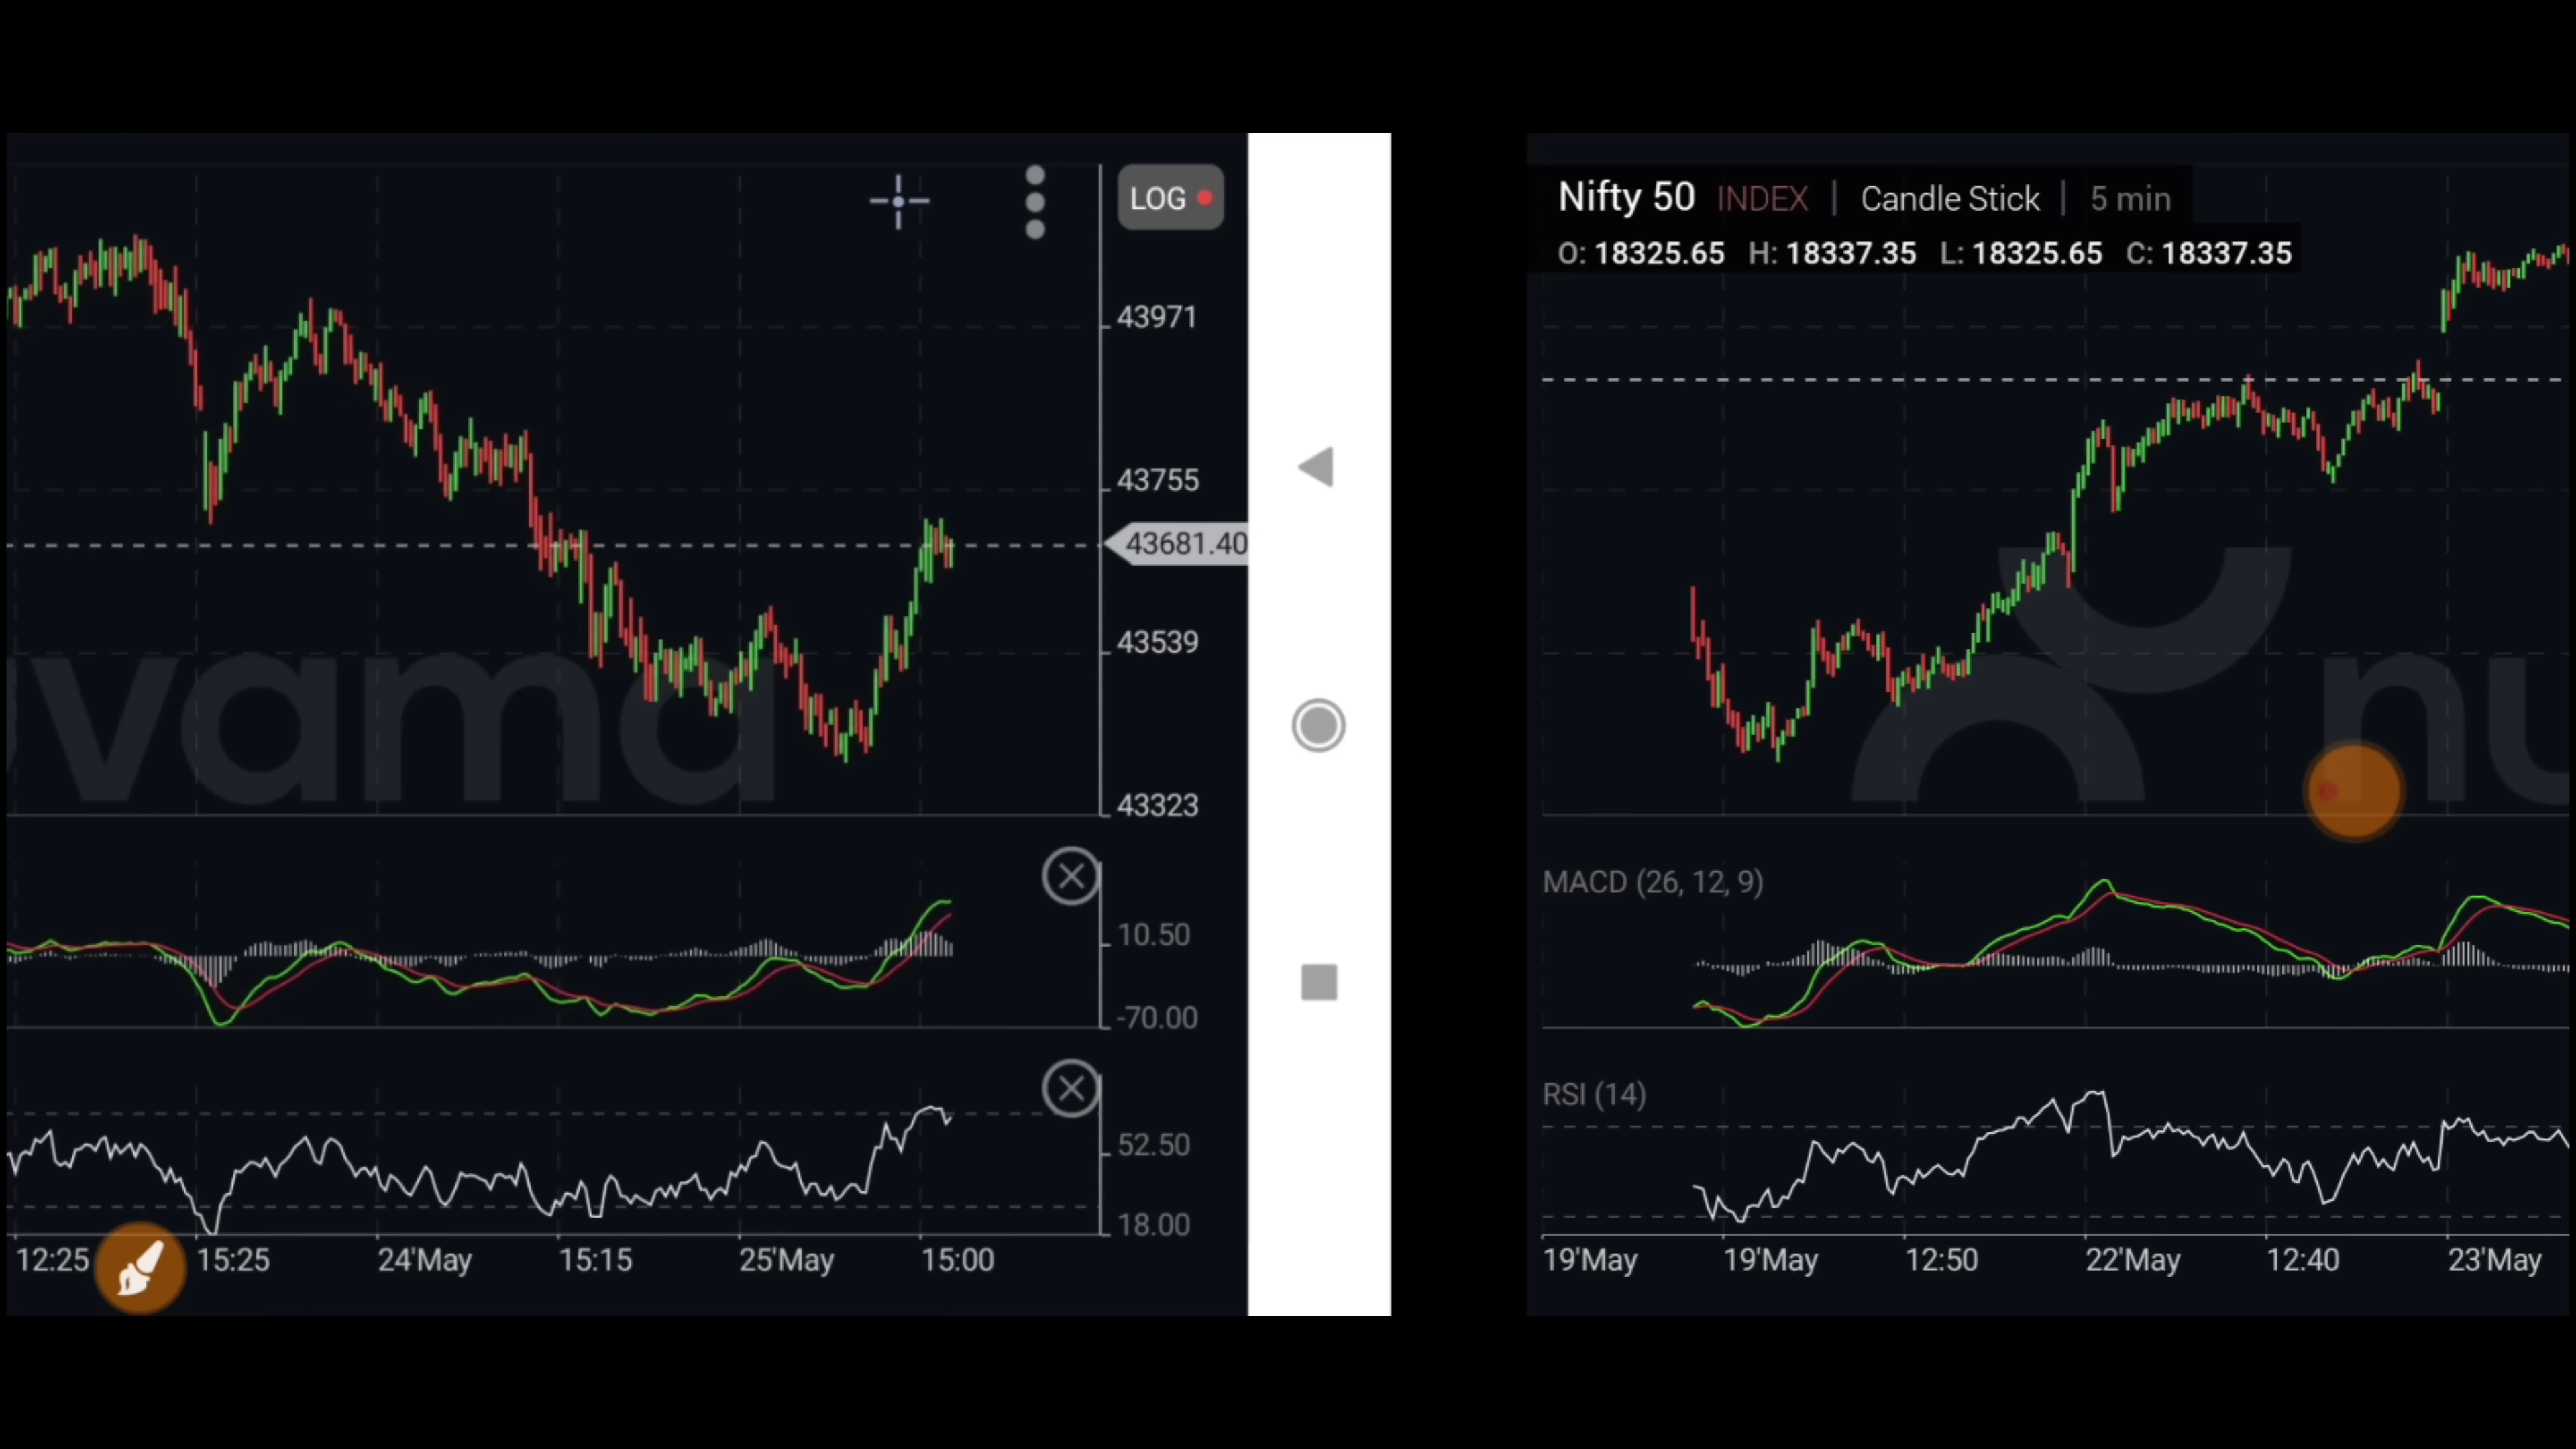 LOG
43971
43755
43681.40
43539
43323
10.50
-70.00
52.50
18.00
12:25 15:25 24'May 15:15 25'May 15:00
vama
Nifty 50 INDEX | Candle Stick | 5 min
O: 18325.65 H: 18337.35 L: 18325.65 C: 18337.35
nu
MACD (26, 12, 9)
RSI (14)
19'May 19'May 12:50 22'May 12:40 23'May